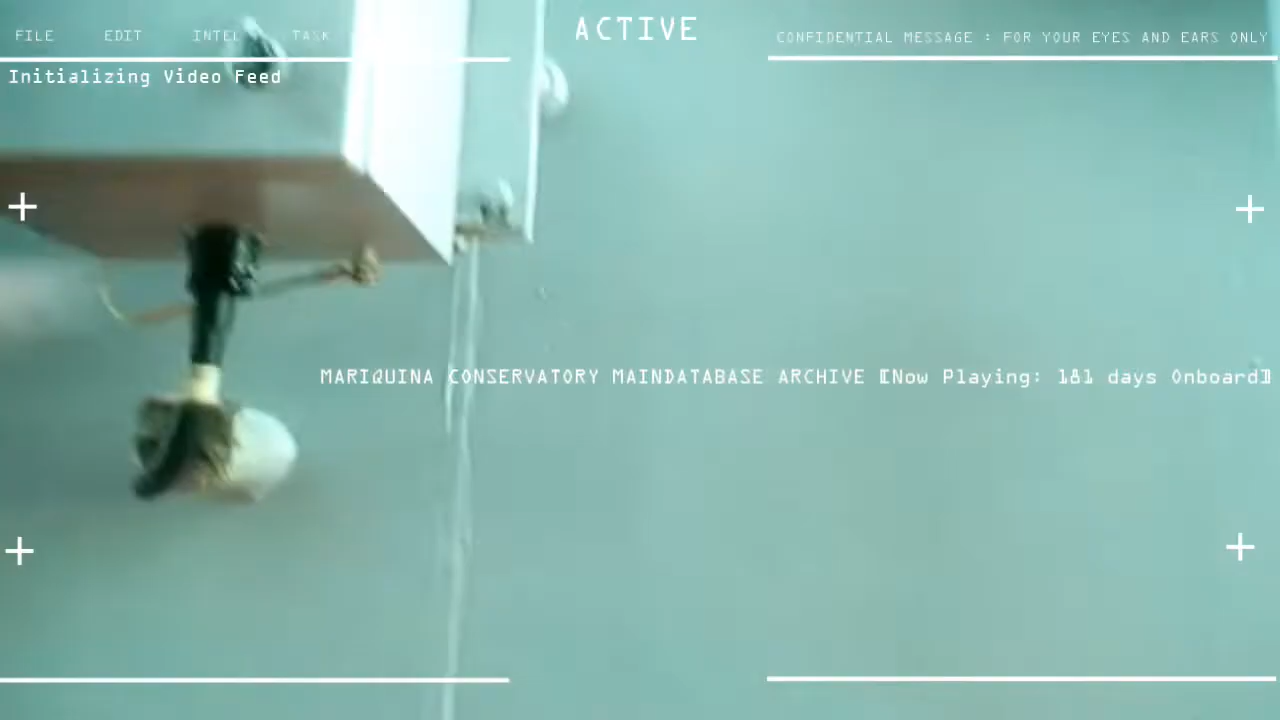 FILE EDIT INTEL TASK
ACTIVE
CONFIDENTIAL MESSAGE : FOR YOUR EYES AND EARS ONLY
Initializing Video Feed
MARIQUINA CONSERVATORY MAINDATABASE ARCHIVE [Now Playing: 181 days Onboard]